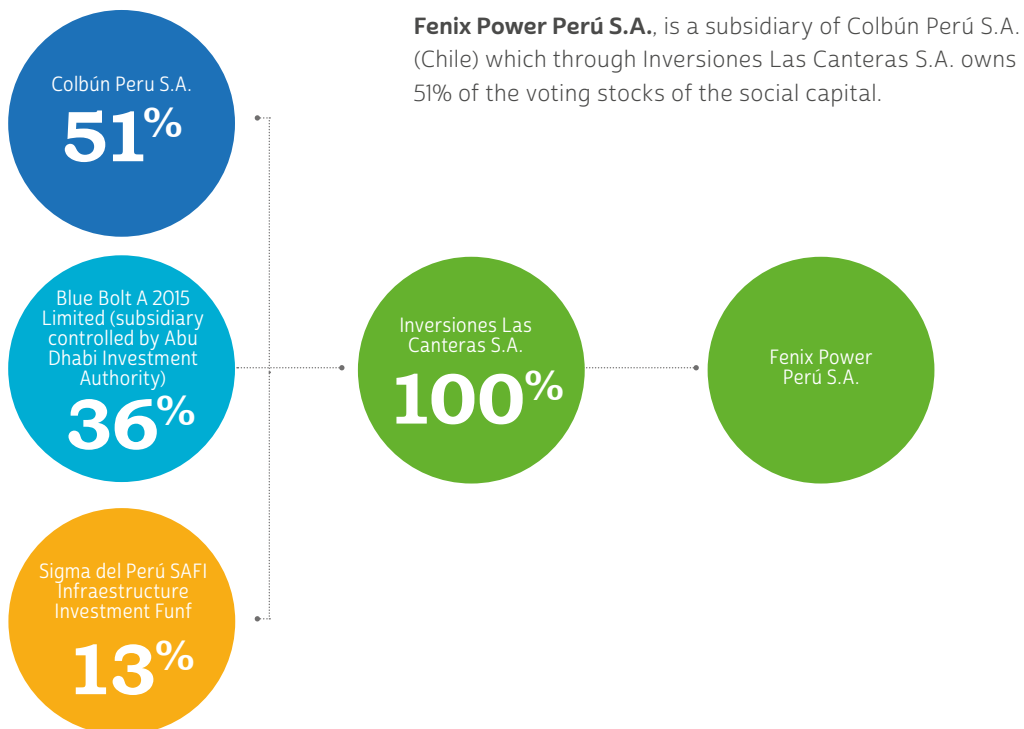 Fenix Power Perú S.A., is a subsidiary of Colbún Perú S.A.
(Chile) which through Inversiones Las Canteras S.A. owns
51% of the voting stocks of the social capital.
Colbún Peru S.A.
51%
Blue Bolt A 2015
Limited (subsidiary
controlled by Abu
Dhabi Investment
Authority)
36%
Sigma del Perú SAFI
Infraestructure
Investment Funf
13%
Inversiones Las
Canteras S.A.
100%
Fenix Power
Perú S.A.